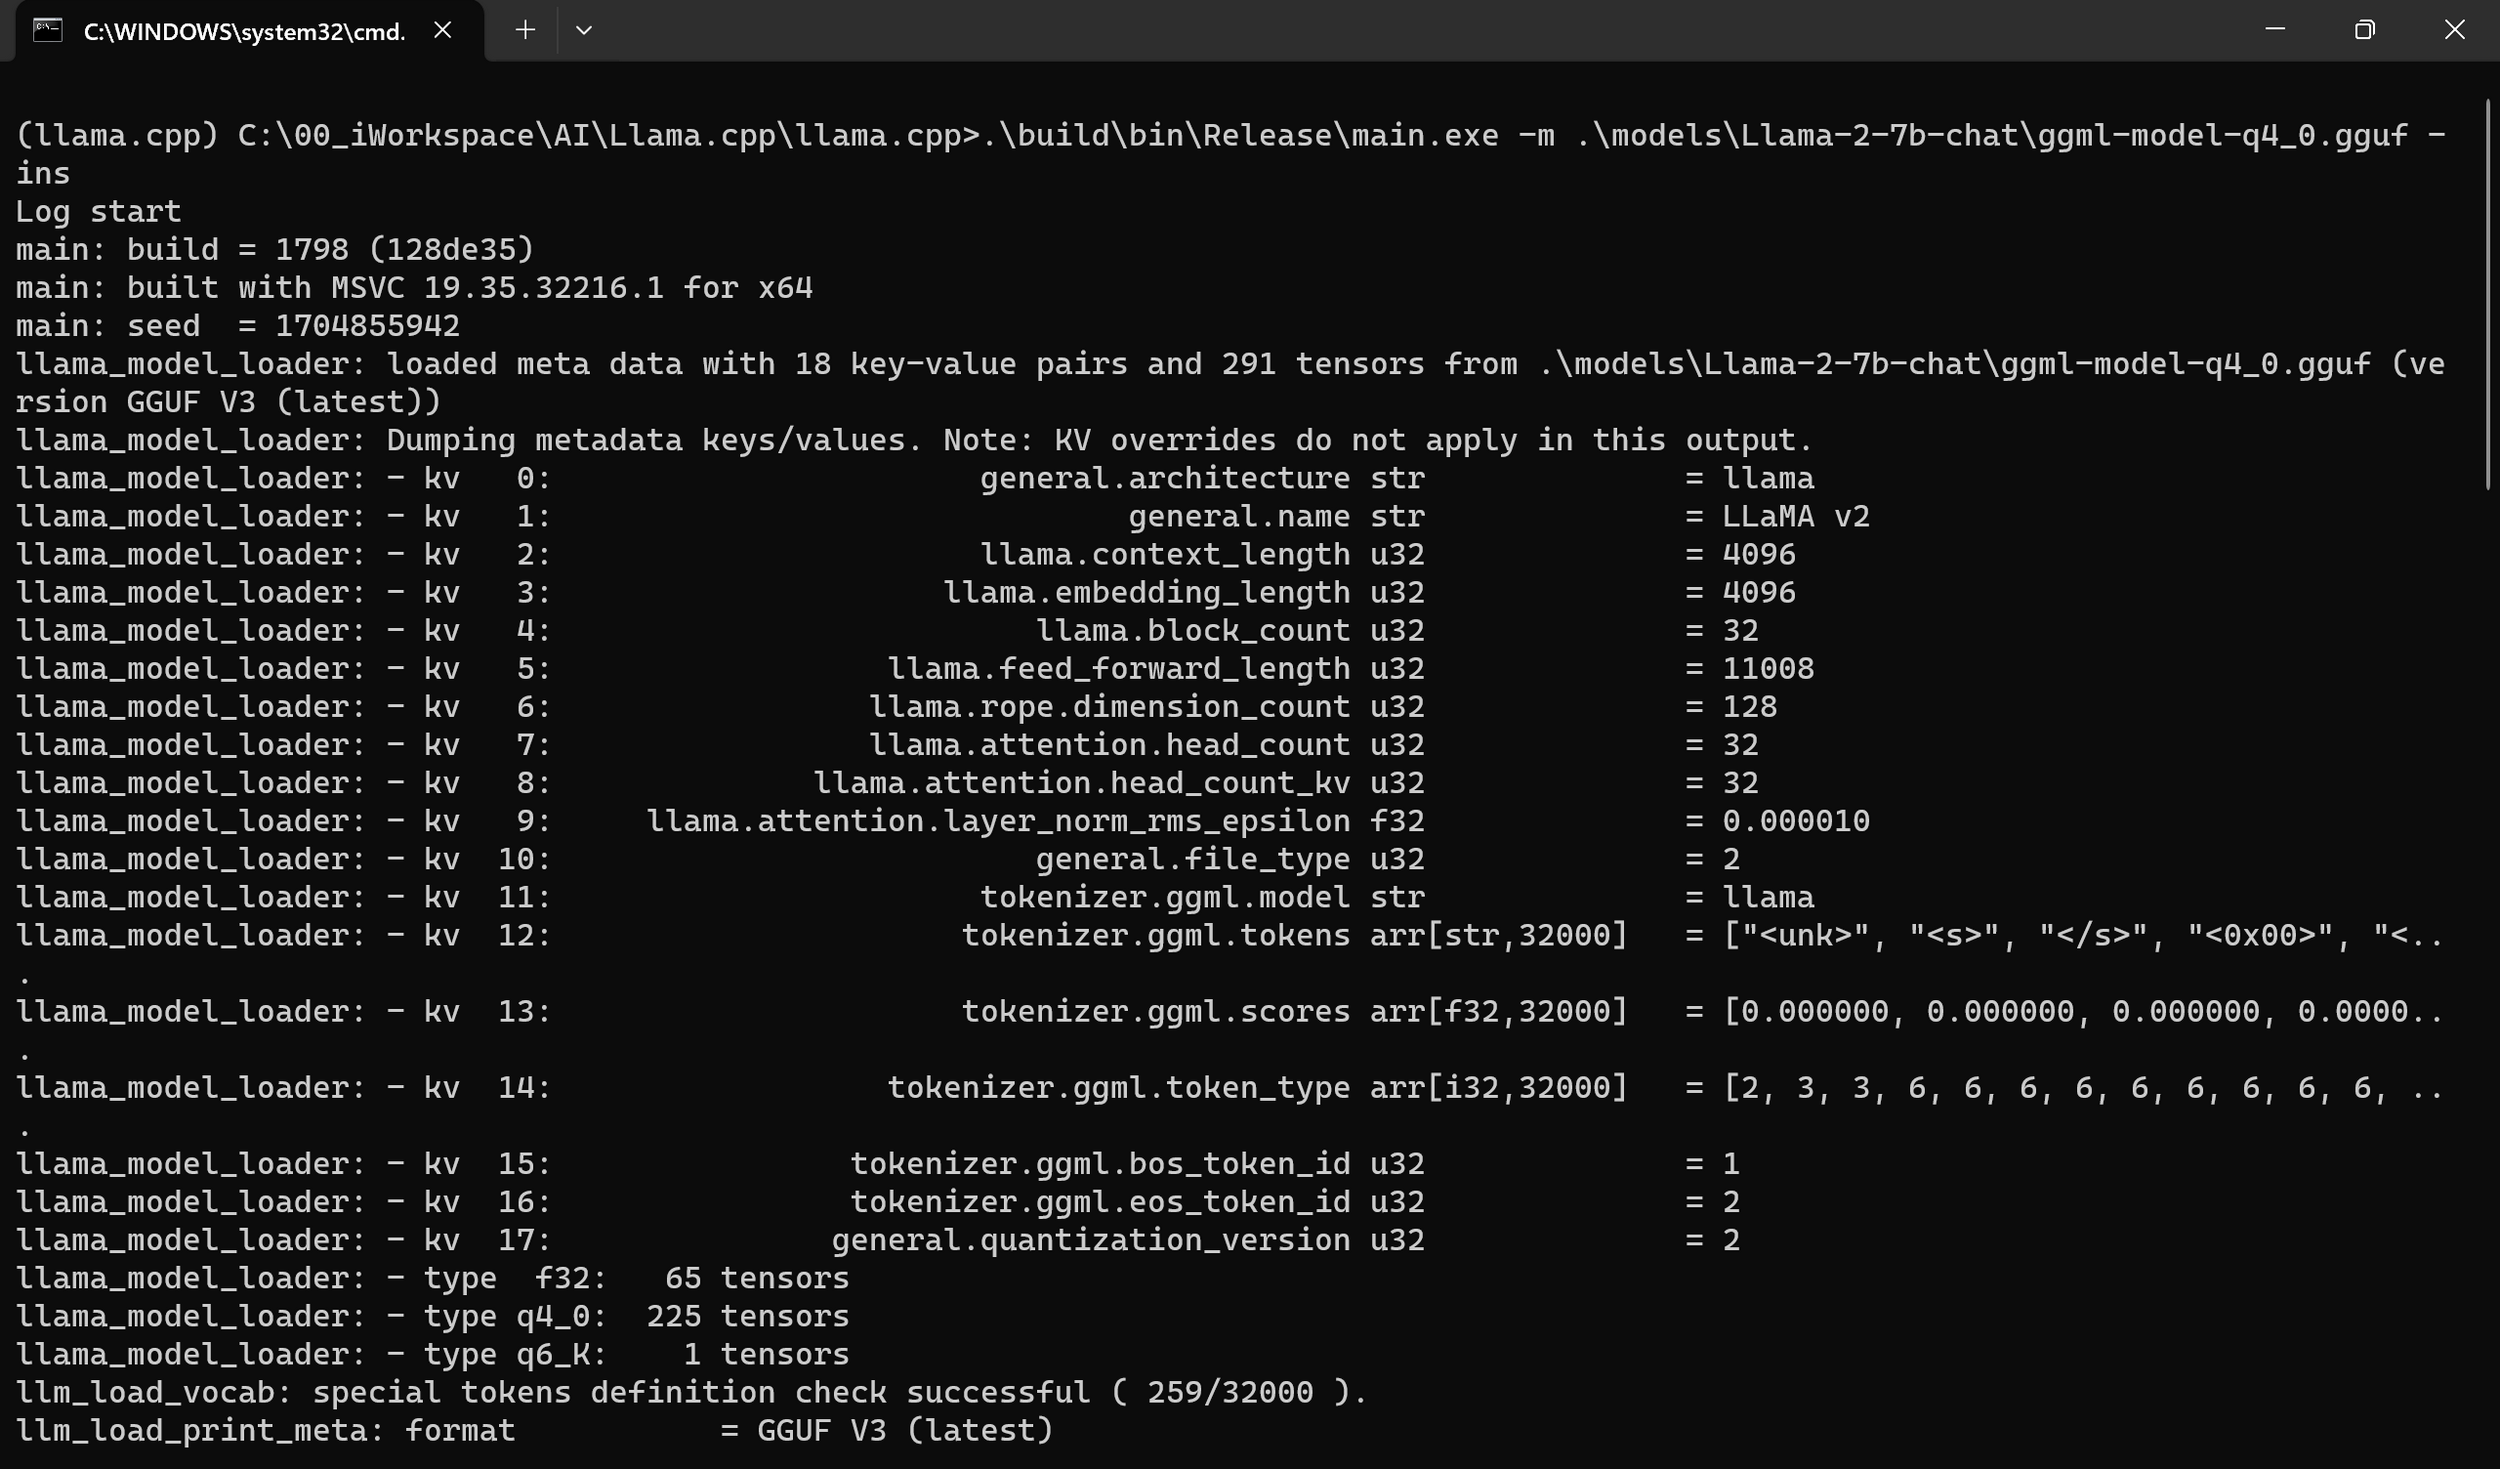 C:\WINDOWS\system32\cmd.
(llama.cpp) C:\00_iWorkspace\AI\Llama.cpp\llama.cpp>.\build\bin\Release\main.exe -m .\models\Llama-2-7b-chat\ggml-model-q4_0.gguf -
ins
Log start
main: build = 1798 (128de35)
main: built with MSVC 19.35.32216.1 for x64
main: seed  = 1704855942
llama_model_loader: loaded meta data with 18 key-value pairs and 291 tensors from .\models\Llama-2-7b-chat\ggml-model-q4_0.gguf (ve
rsion GGUF V3 (latest))
llama_model_loader: Dumping metadata keys/values. Note: KV overrides do not apply in this output.
llama_model_loader: - kv   0:                       general.architecture str              = llama
llama_model_loader: - kv   1:                               general.name str              = LLaMA v2
llama_model_loader: - kv   2:                       llama.context_length u32              = 4096
llama_model_loader: - kv   3:                     llama.embedding_length u32              = 4096
llama_model_loader: - kv   4:                          llama.block_count u32              = 32
llama_model_loader: - kv   5:                  llama.feed_forward_length u32              = 11008
llama_model_loader: - kv   6:                 llama.rope.dimension_count u32              = 128
llama_model_loader: - kv   7:                 llama.attention.head_count u32              = 32
llama_model_loader: - kv   8:              llama.attention.head_count_kv u32              = 32
llama_model_loader: - kv   9:     llama.attention.layer_norm_rms_epsilon f32              = 0.000010
llama_model_loader: - kv  10:                          general.file_type u32              = 2
llama_model_loader: - kv  11:                       tokenizer.ggml.model str              = llama
llama_model_loader: - kv  12:                      tokenizer.ggml.tokens arr[str,32000]   = ["<unk>", "<s>", "</s>", "<0x00>", "<..
.
llama_model_loader: - kv  13:                      tokenizer.ggml.scores arr[f32,32000]   = [0.000000, 0.000000, 0.000000, 0.0000..
.
llama_model_loader: - kv  14:                  tokenizer.ggml.token_type arr[i32,32000]   = [2, 3, 3, 6, 6, 6, 6, 6, 6, 6, 6, 6, ..
.
llama_model_loader: - kv  15:                tokenizer.ggml.bos_token_id u32              = 1
llama_model_loader: - kv  16:                tokenizer.ggml.eos_token_id u32              = 2
llama_model_loader: - kv  17:               general.quantization_version u32              = 2
llama_model_loader: - type  f32:   65 tensors
llama_model_loader: - type q4_0:  225 tensors
llama_model_loader: - type q6_K:    1 tensors
llm_load_vocab: special tokens definition check successful ( 259/32000 ).
llm_load_print_meta: format           = GGUF V3 (latest)